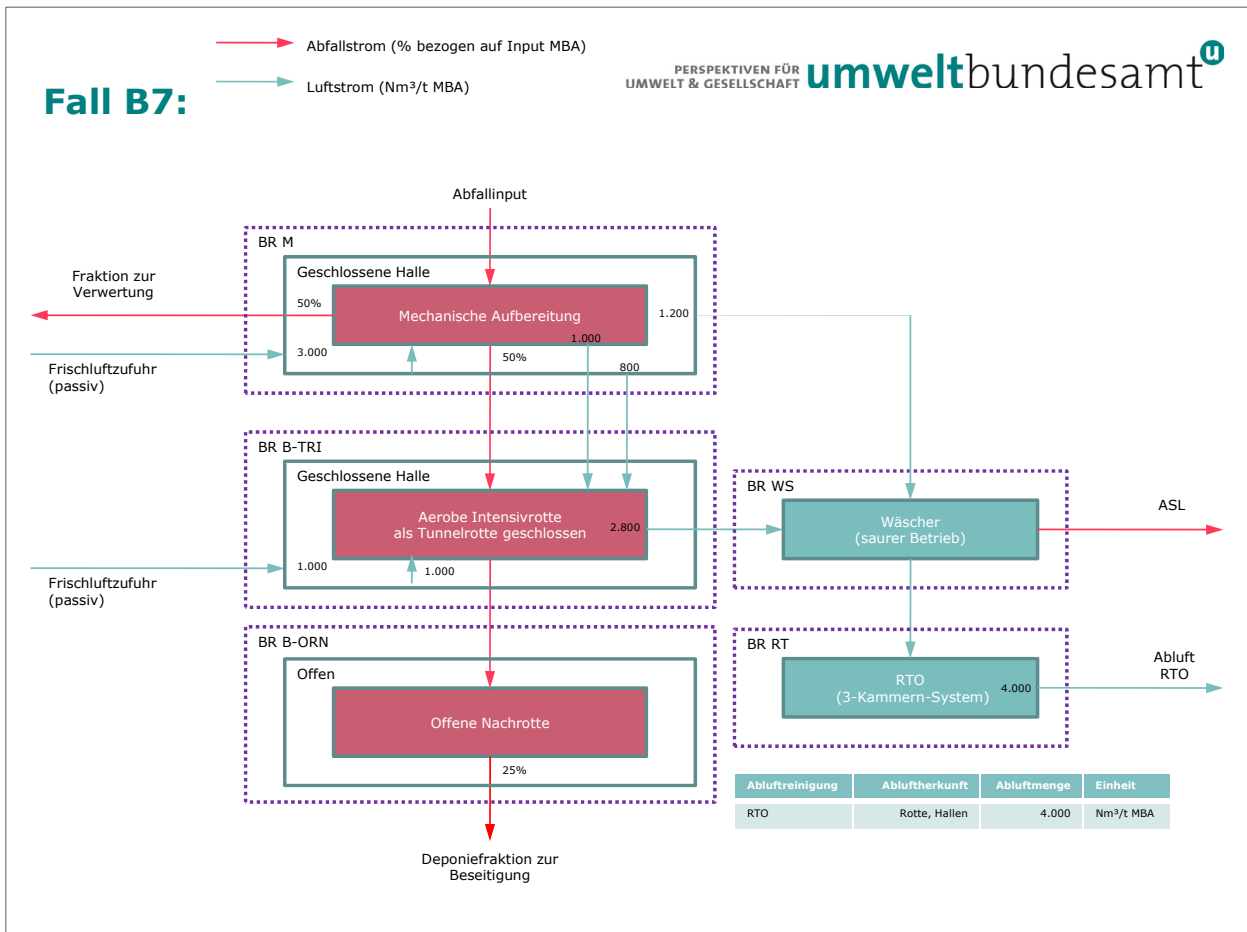 Abfallstrom (% bezogen auf Input MBA)
Luftstrom (Nm³/t MBA)
PERSPEKTIVEN FÜR
UMWELT & GESELLSCHAFT
umweltbundesamt
u
Fall B7:
Abfallinput
BR M
Geschlossene Halle
Fraktion zur
Verwertung
50%
Mechanische Aufbereitung
1.200
1.000
3.000
50%
800
Frischluftzufuhr
(passiv)
BR B-TRI
Geschlossene Halle
Aerobe Intensivrotte
als Tunnelrotte geschlossen
2.800
1.000
1.000
Frischluftzufuhr
(passiv)
BR WS
Wäscher
(saurer Betrieb)
ASL
BR B-ORN
Offen
Offene Nachrotte
25%
BR RT
RTO
(3-Kammern-System)
4.000
Abluft
RTO
Deponiefraktion zur
Beseitigung
Abluftreinigung Abluftherkunft Abluftmenge Einheit
RTO Rotte, Hallen 4.000 Nm³/t MBA